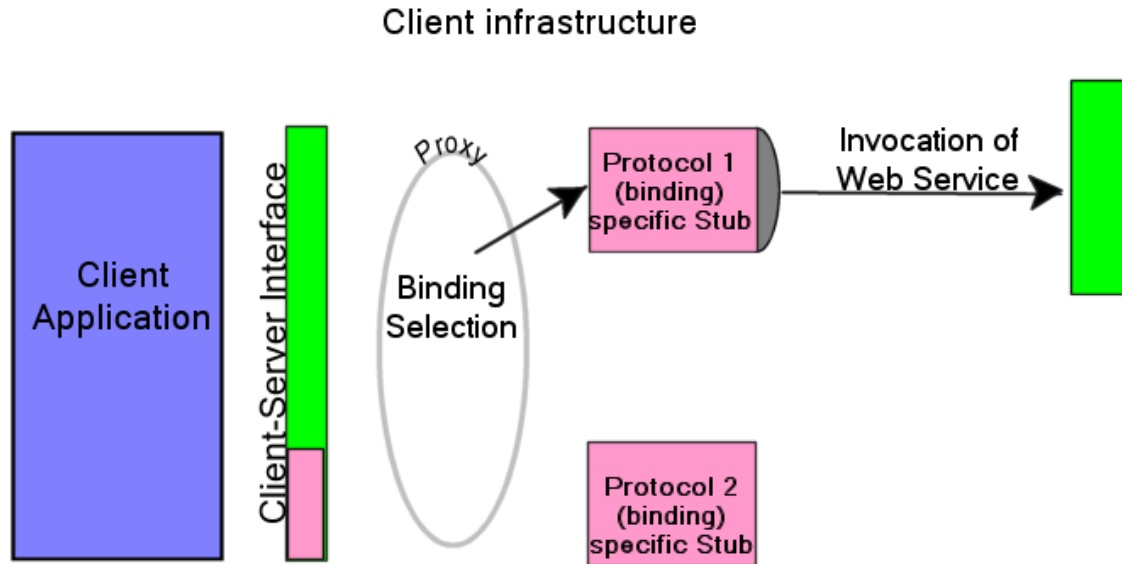 Client infrastructure
Client
Application
Client-Server Interface
Proxy
Binding
Selection
Protocol 1
(binding)
specific Stub
Invocation of
Web Service
Protocol 2
(binding)
specific Stub